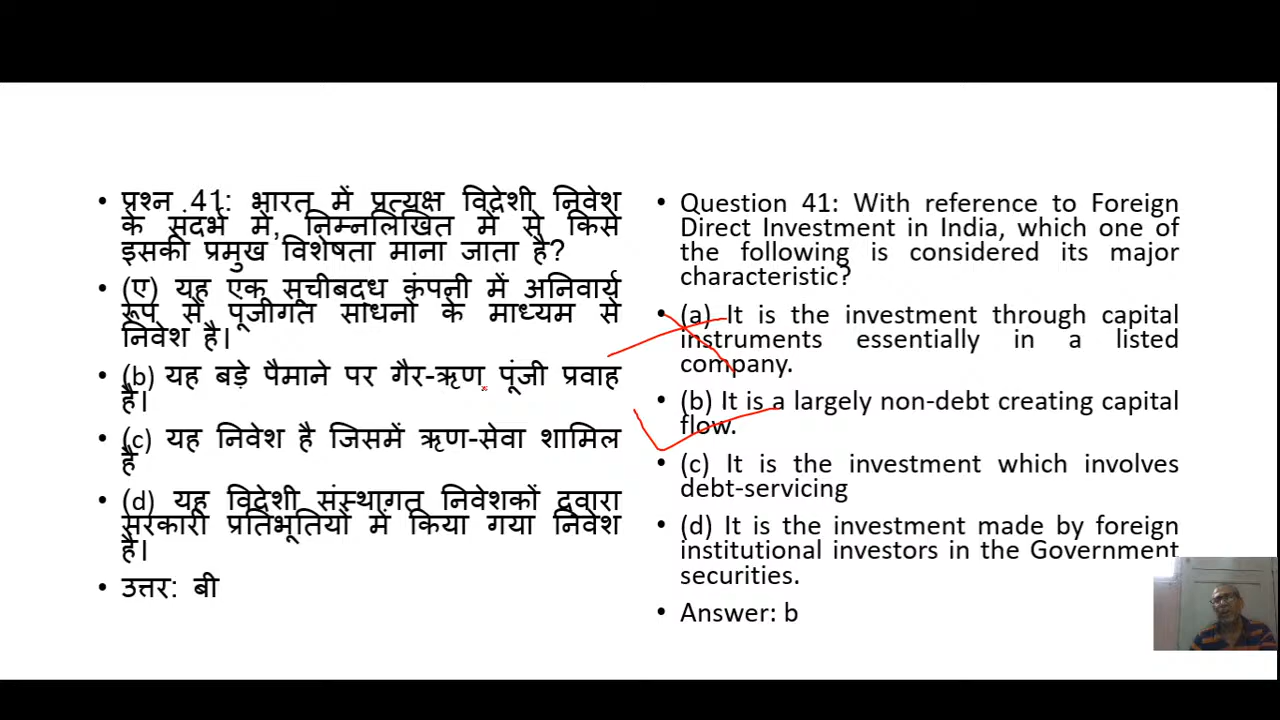 प्रश्न 41: भारत में प्रत्यक्ष विदेशी निवेश
के संदर्भ में, निम्नलिखित में से किसे
इसकी प्रमुख विशेषता माना जाता है?
(ए) यह एक सूचीबद्ध कंपनी में अनिवार्य
रूप से पूंजीगत साधनों के माध्यम से
निवेश है।
(b) यह बड़े पैमाने पर गैर-ऋण पूंजी प्रवाह
है।
(c) यह निवेश है जिसमें ऋण-सेवा शामिल
है
(d) यह विदेशी संस्थागत निवेशकों द्वारा
सरकारी प्रतिभूतियों में किया गया निवेश
है।
उत्तर: बी
Question 41: With reference to Foreign
Direct Investment in India, which one of
the following is considered its major
characteristic?
(a) It is the investment through capital
instruments essentially in a listed
company.
(b) It is a largely non-debt creating capital
flow.
(c) It is the investment which involves
debt-servicing
(d) It is the investment made by foreign
institutional investors in the Government
securities.
Answer: b